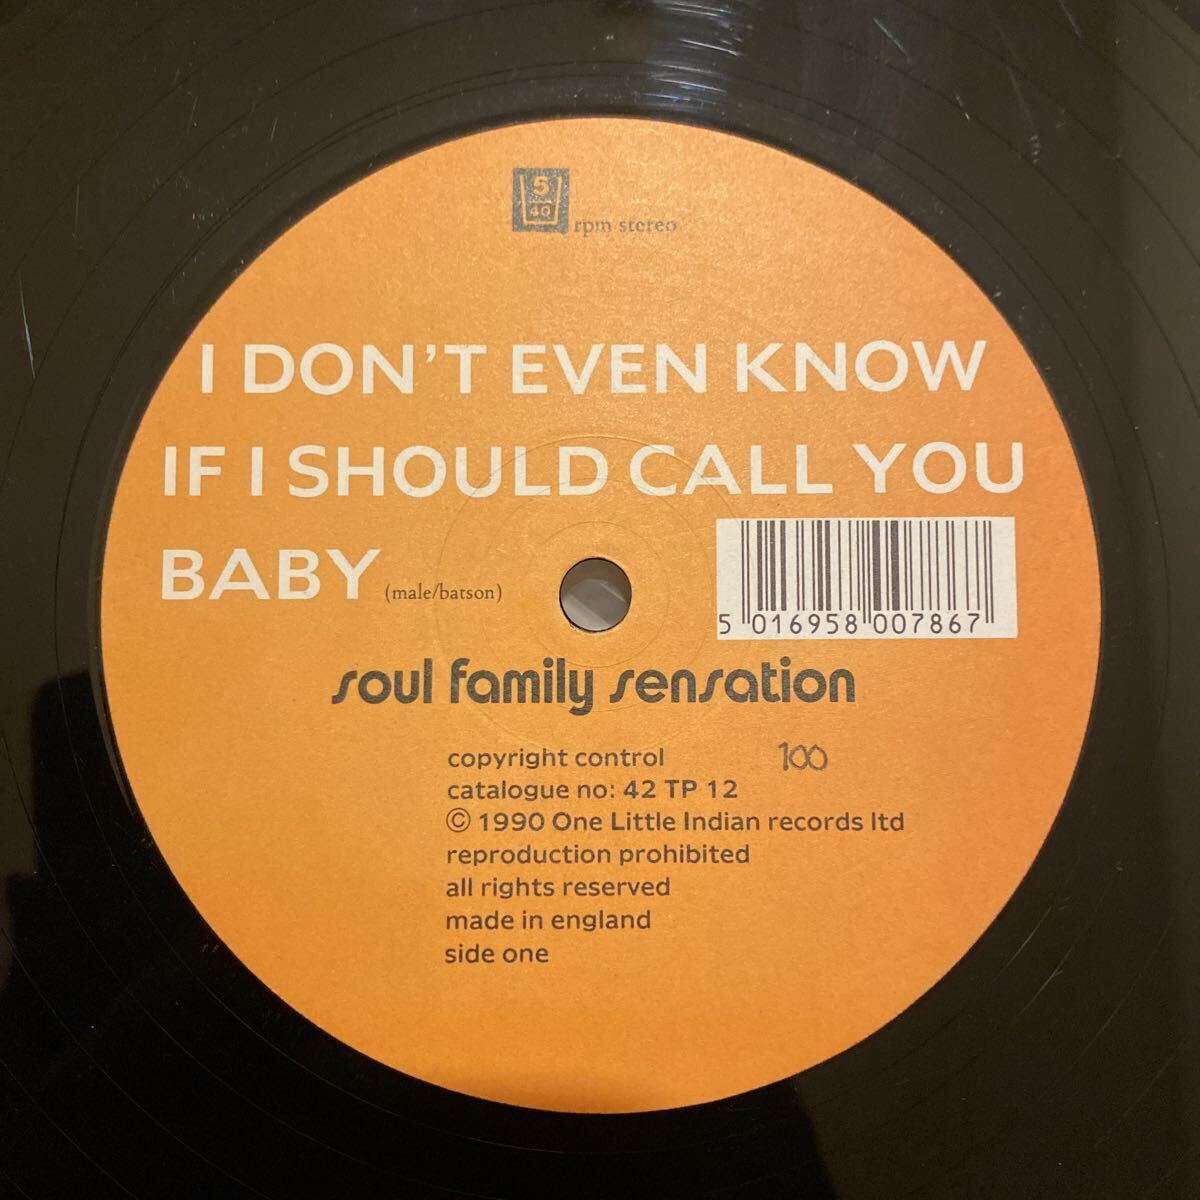 5
40
rpm stereo
I DON'T EVEN KNOW
IF I SHOULD CALL YOU
BABY (male/batson)
5 016958 007867
soul family sensation
copyright control 100
catalogue no: 42 TP 12
© 1990 One Little Indian records ltd
reproduction prohibited
all rights reserved
made in england
side one